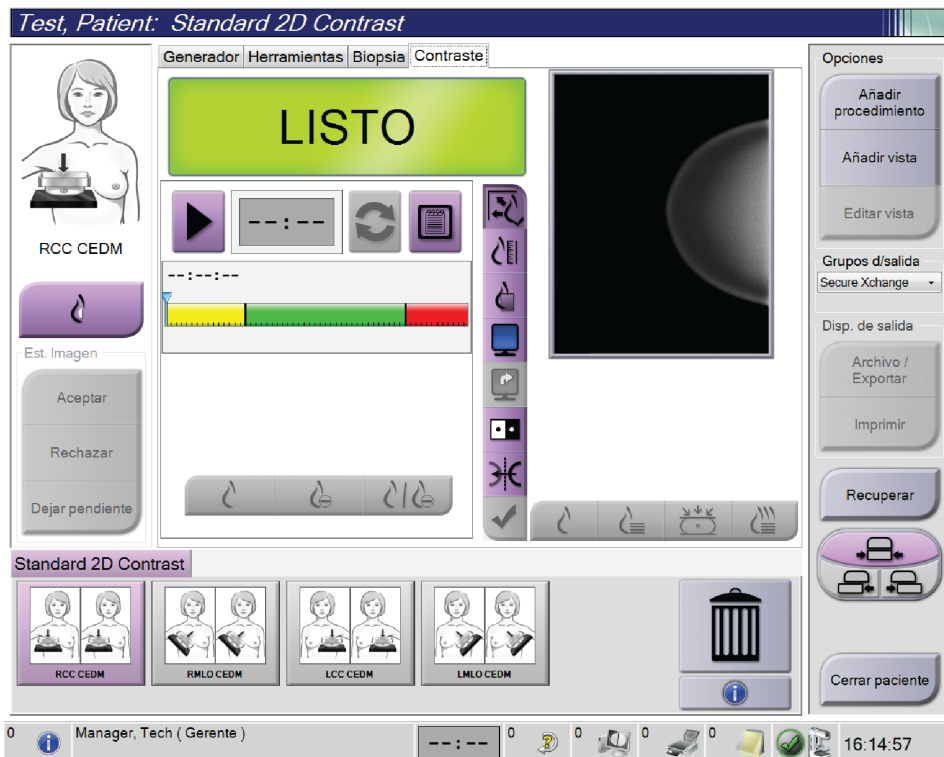 Test, Patient: Standard 2D Contrast
Generador Herramientas Biopsia Contraste
Opciones
LISTO
Añadir
procedimiento
Añadir vista
Editar vista
RCC CEDM
--:--
--:--:--
Grupos d/salida
Secure Xchange
Disp. de salida
Archivo /
Exportar
Imprimir
Est. Imagen
Aceptar
Rechazar
Dejar pendiente
Recuperar
Standard 2D Contrast
RCC CEDM
RMLO CEDM
LCC CEDM
LMLO CEDM
Cerrar paciente
0 Manager, Tech ( Gerente ) --:-- 0 0 0 0 16:14:57